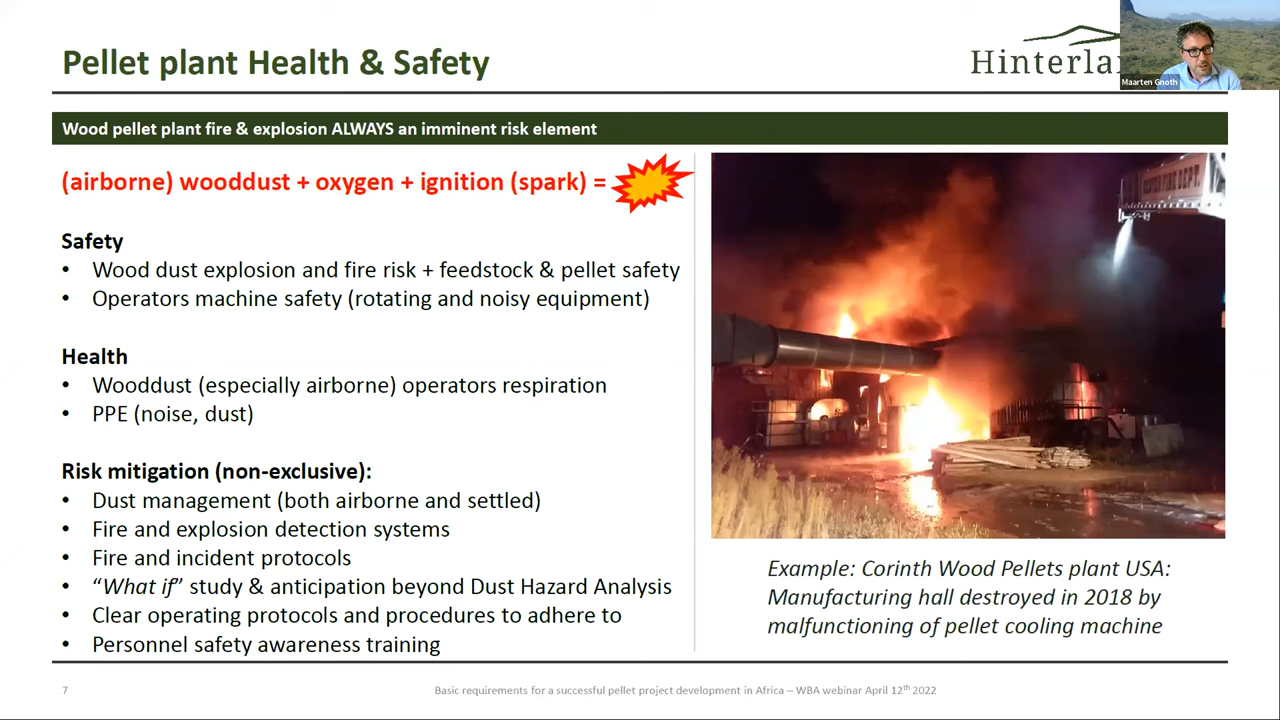 Pellet plant Health & Safety
Maarten Gnoth
Wood pellet plant fire & explosion ALWAYS an imminent risk element
(airborne) wooddust + oxygen + ignition (spark) =
Safety
• Wood dust explosion and fire risk + feedstock & pellet safety
• Operators machine safety (rotating and noisy equipment)
Health
• Wooddust (especially airborne) operators respiration
• PPE (noise, dust)
Risk mitigation (non-exclusive):
• Dust management (both airborne and settled)
• Fire and explosion detection systems
• Fire and incident protocols
• “What if” study & anticipation beyond Dust Hazard Analysis
• Clear operating protocols and procedures to adhere to
• Personnel safety awareness training
DEPT.
Example: Corinth Wood Pellets plant USA:
Manufacturing hall destroyed in 2018 by
malfunctioning of pellet cooling machine
7
Basic requirements for a successful pellet project development in Africa – WBA webinar April 12th 2022